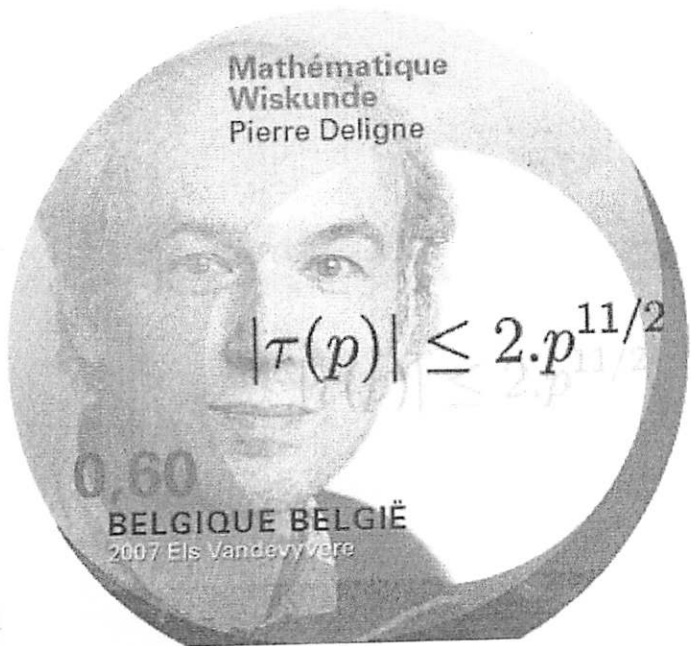 Mathématique
Wiskunde
Pierre Deligne
|τ(p)| ≤ 2.p^{11/2}
0,60
BELGIQUE BELGIË
2007 Els Vandevyvere